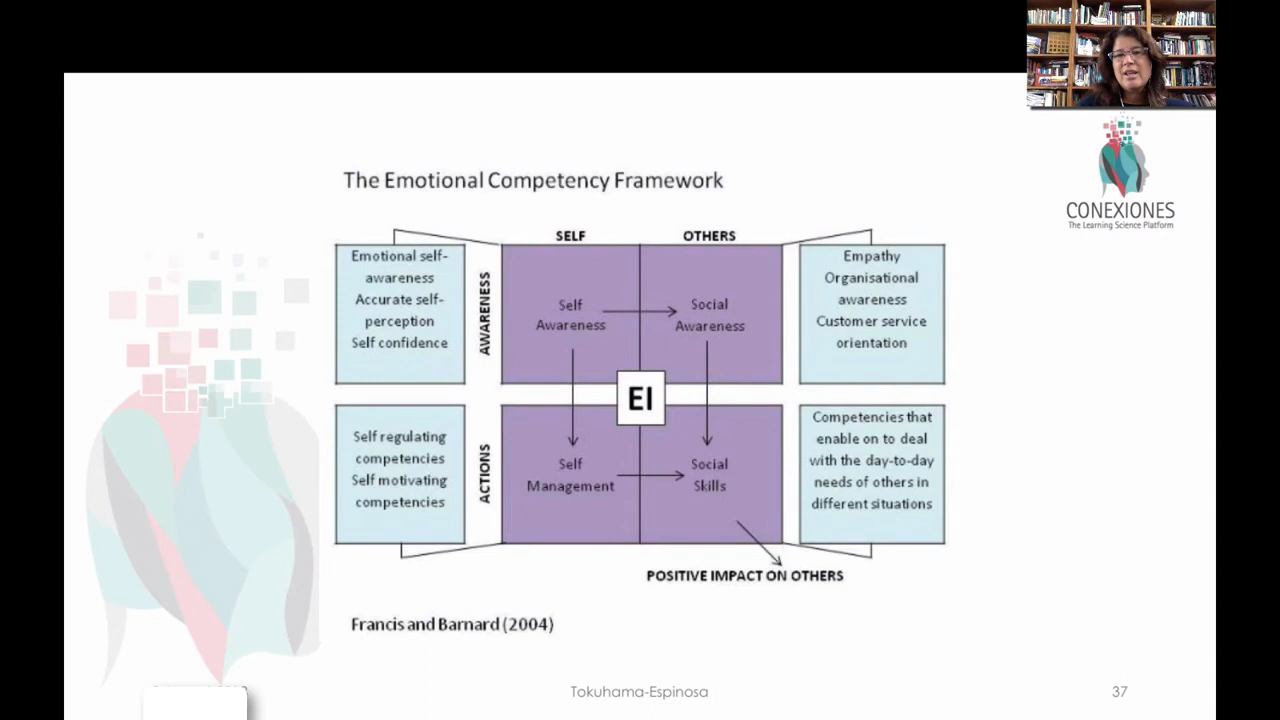 CONEXIONES
The Learning Science Platform
The Emotional Competency Framework
SELF
OTHERS
Emotional self-
awareness
Accurate self-
perception
Self confidence
AWARENESS
Self
Awareness
Social
Awareness
Empathy
Organisational
awareness
Customer service
orientation
EI
Self regulating
competencies
Self motivating
competencies
ACTIONS
Self
Management
Social
Skills
Competencies that
enable on to deal
with the day-to-day
needs of others in
different situations
POSITIVE IMPACT ON OTHERS
Francis and Barnard (2004)
Tokuhama-Espinosa
37